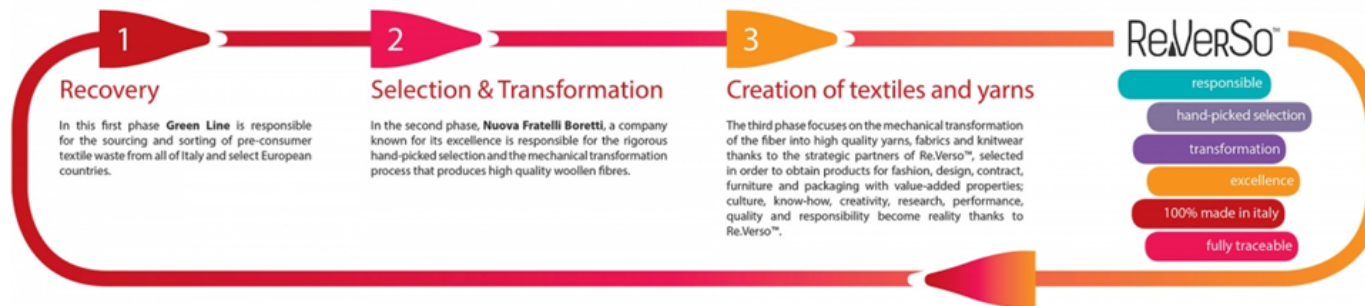 1
Recovery
In this first phase Green Line is responsible
for the sourcing and sorting of pre-consumer
textile waste from all of Italy and select European
countries.
2
Selection & Transformation
In the second phase, Nuova Fratelli Boretti, a company
known for its excellence is responsible for the rigorous
hand-picked selection and the mechanical transformation
process that produces high quality woollen fibres.
3
Creation of textiles and yarns
The third phase focuses on the mechanical transformation
of the fiber into high quality yarns, fabrics and knitwear
thanks to the strategic partners of Re.Verso™, selected
in order to obtain products for fashion, design, contract,
furniture and packaging with value-added properties;
culture, know-how, creativity, research, performance,
quality and responsibility become reality thanks to
Re.Verso™.
Re.VerSo™
responsible
hand-picked selection
transformation
excellence
100% made in italy
fully traceable